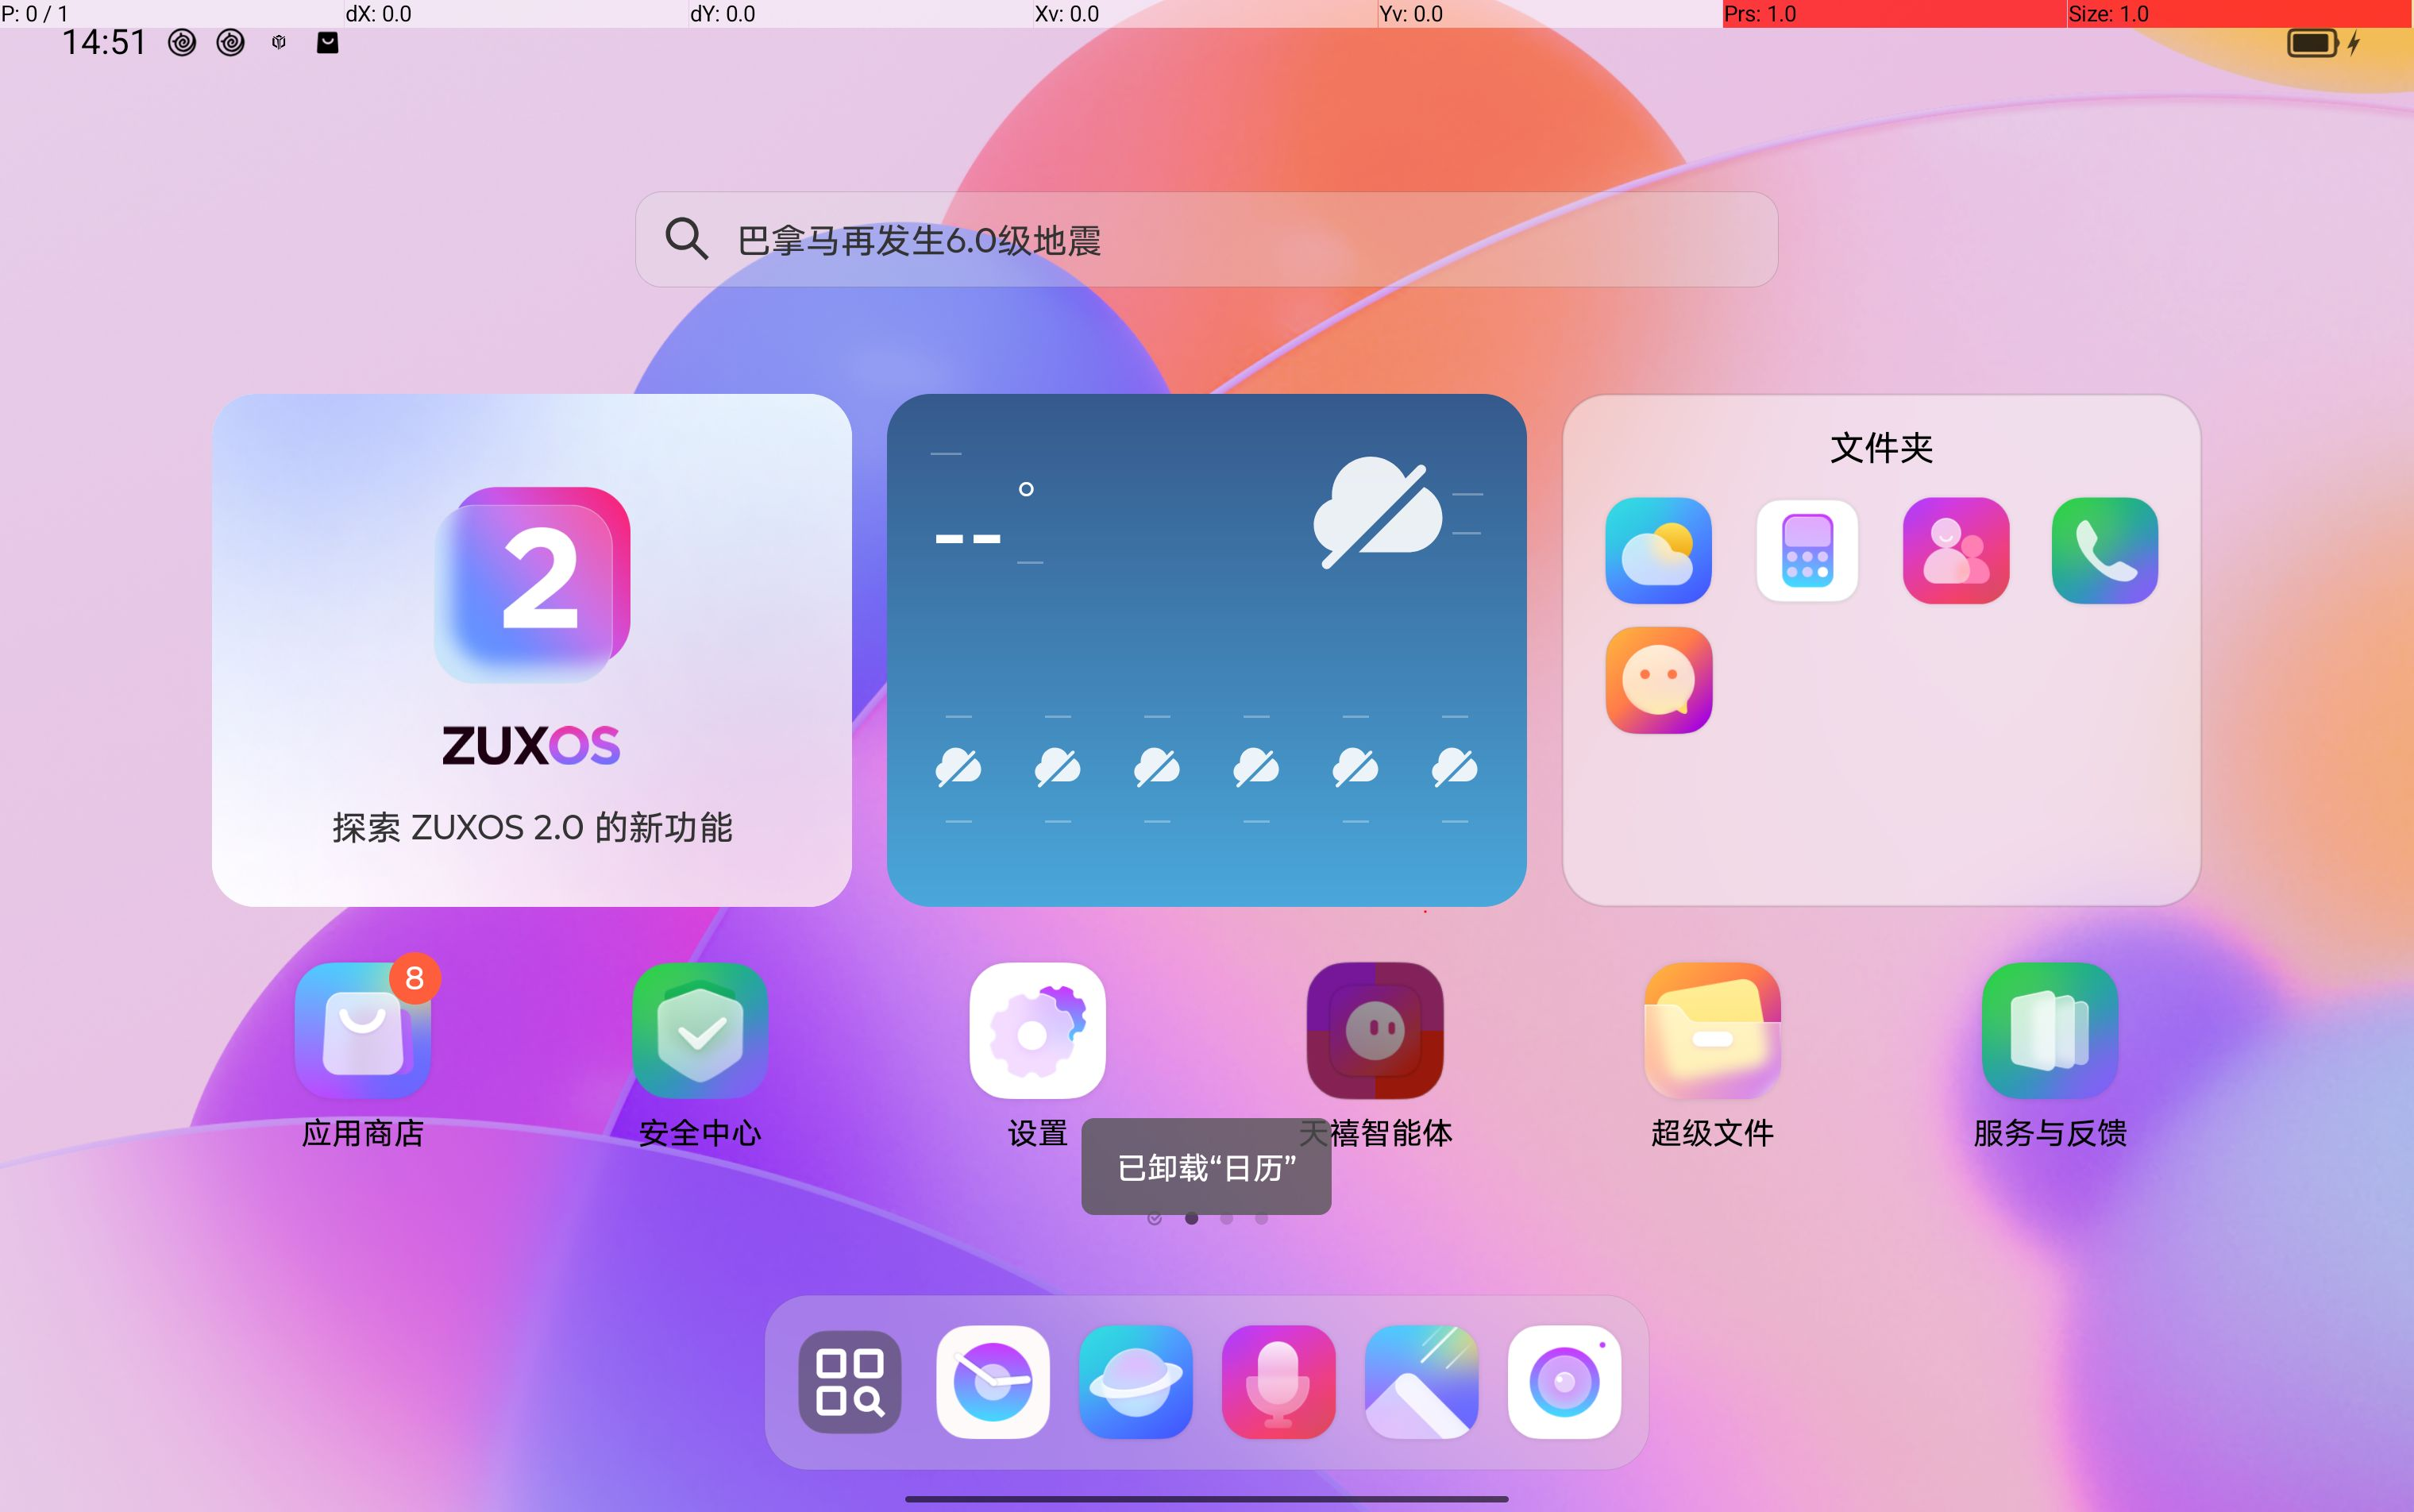 P: 0 / 1 dX: 0.0 dY: 0.0 Xv: 0.0 Yv: 0.0 Prs: 1.0 Size: 1.0
14:51
巴拿马再发生6.0级地震
2
ZUXOS
探索 ZUXOS 2.0 的新功能
°
--
文件夹
8
应用商店 安全中心 设置 天禧智能体 超级文件 服务与反馈
已卸载“日历”